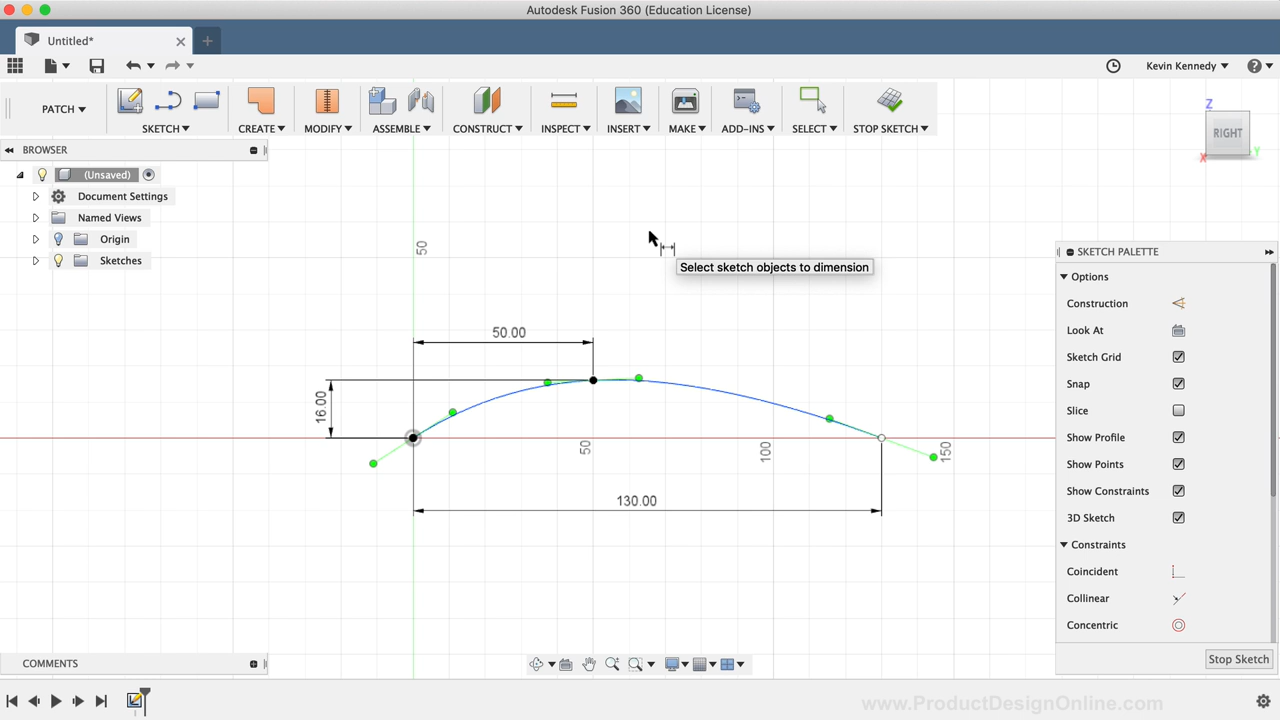 Autodesk Fusion 360 (Education License)
Untitled*
Kevin Kennedy
PATCH
SKETCH CREATE MODIFY ASSEMBLE CONSTRUCT INSPECT INSERT MAKE ADD-INS SELECT STOP SKETCH
Z
RIGHT
X Y
BROWSER
(Unsaved)
Document Settings
Named Views
Origin
Sketches
50
Select sketch objects to dimension
50.00
16.00
50
100
150
130.00
SKETCH PALETTE
Options
Construction
Look At
Sketch Grid
Snap
Slice
Show Profile
Show Points
Show Constraints
3D Sketch
Constraints
Coincident
Collinear
Concentric
Stop Sketch
COMMENTS
www.ProductDesignOnline.com